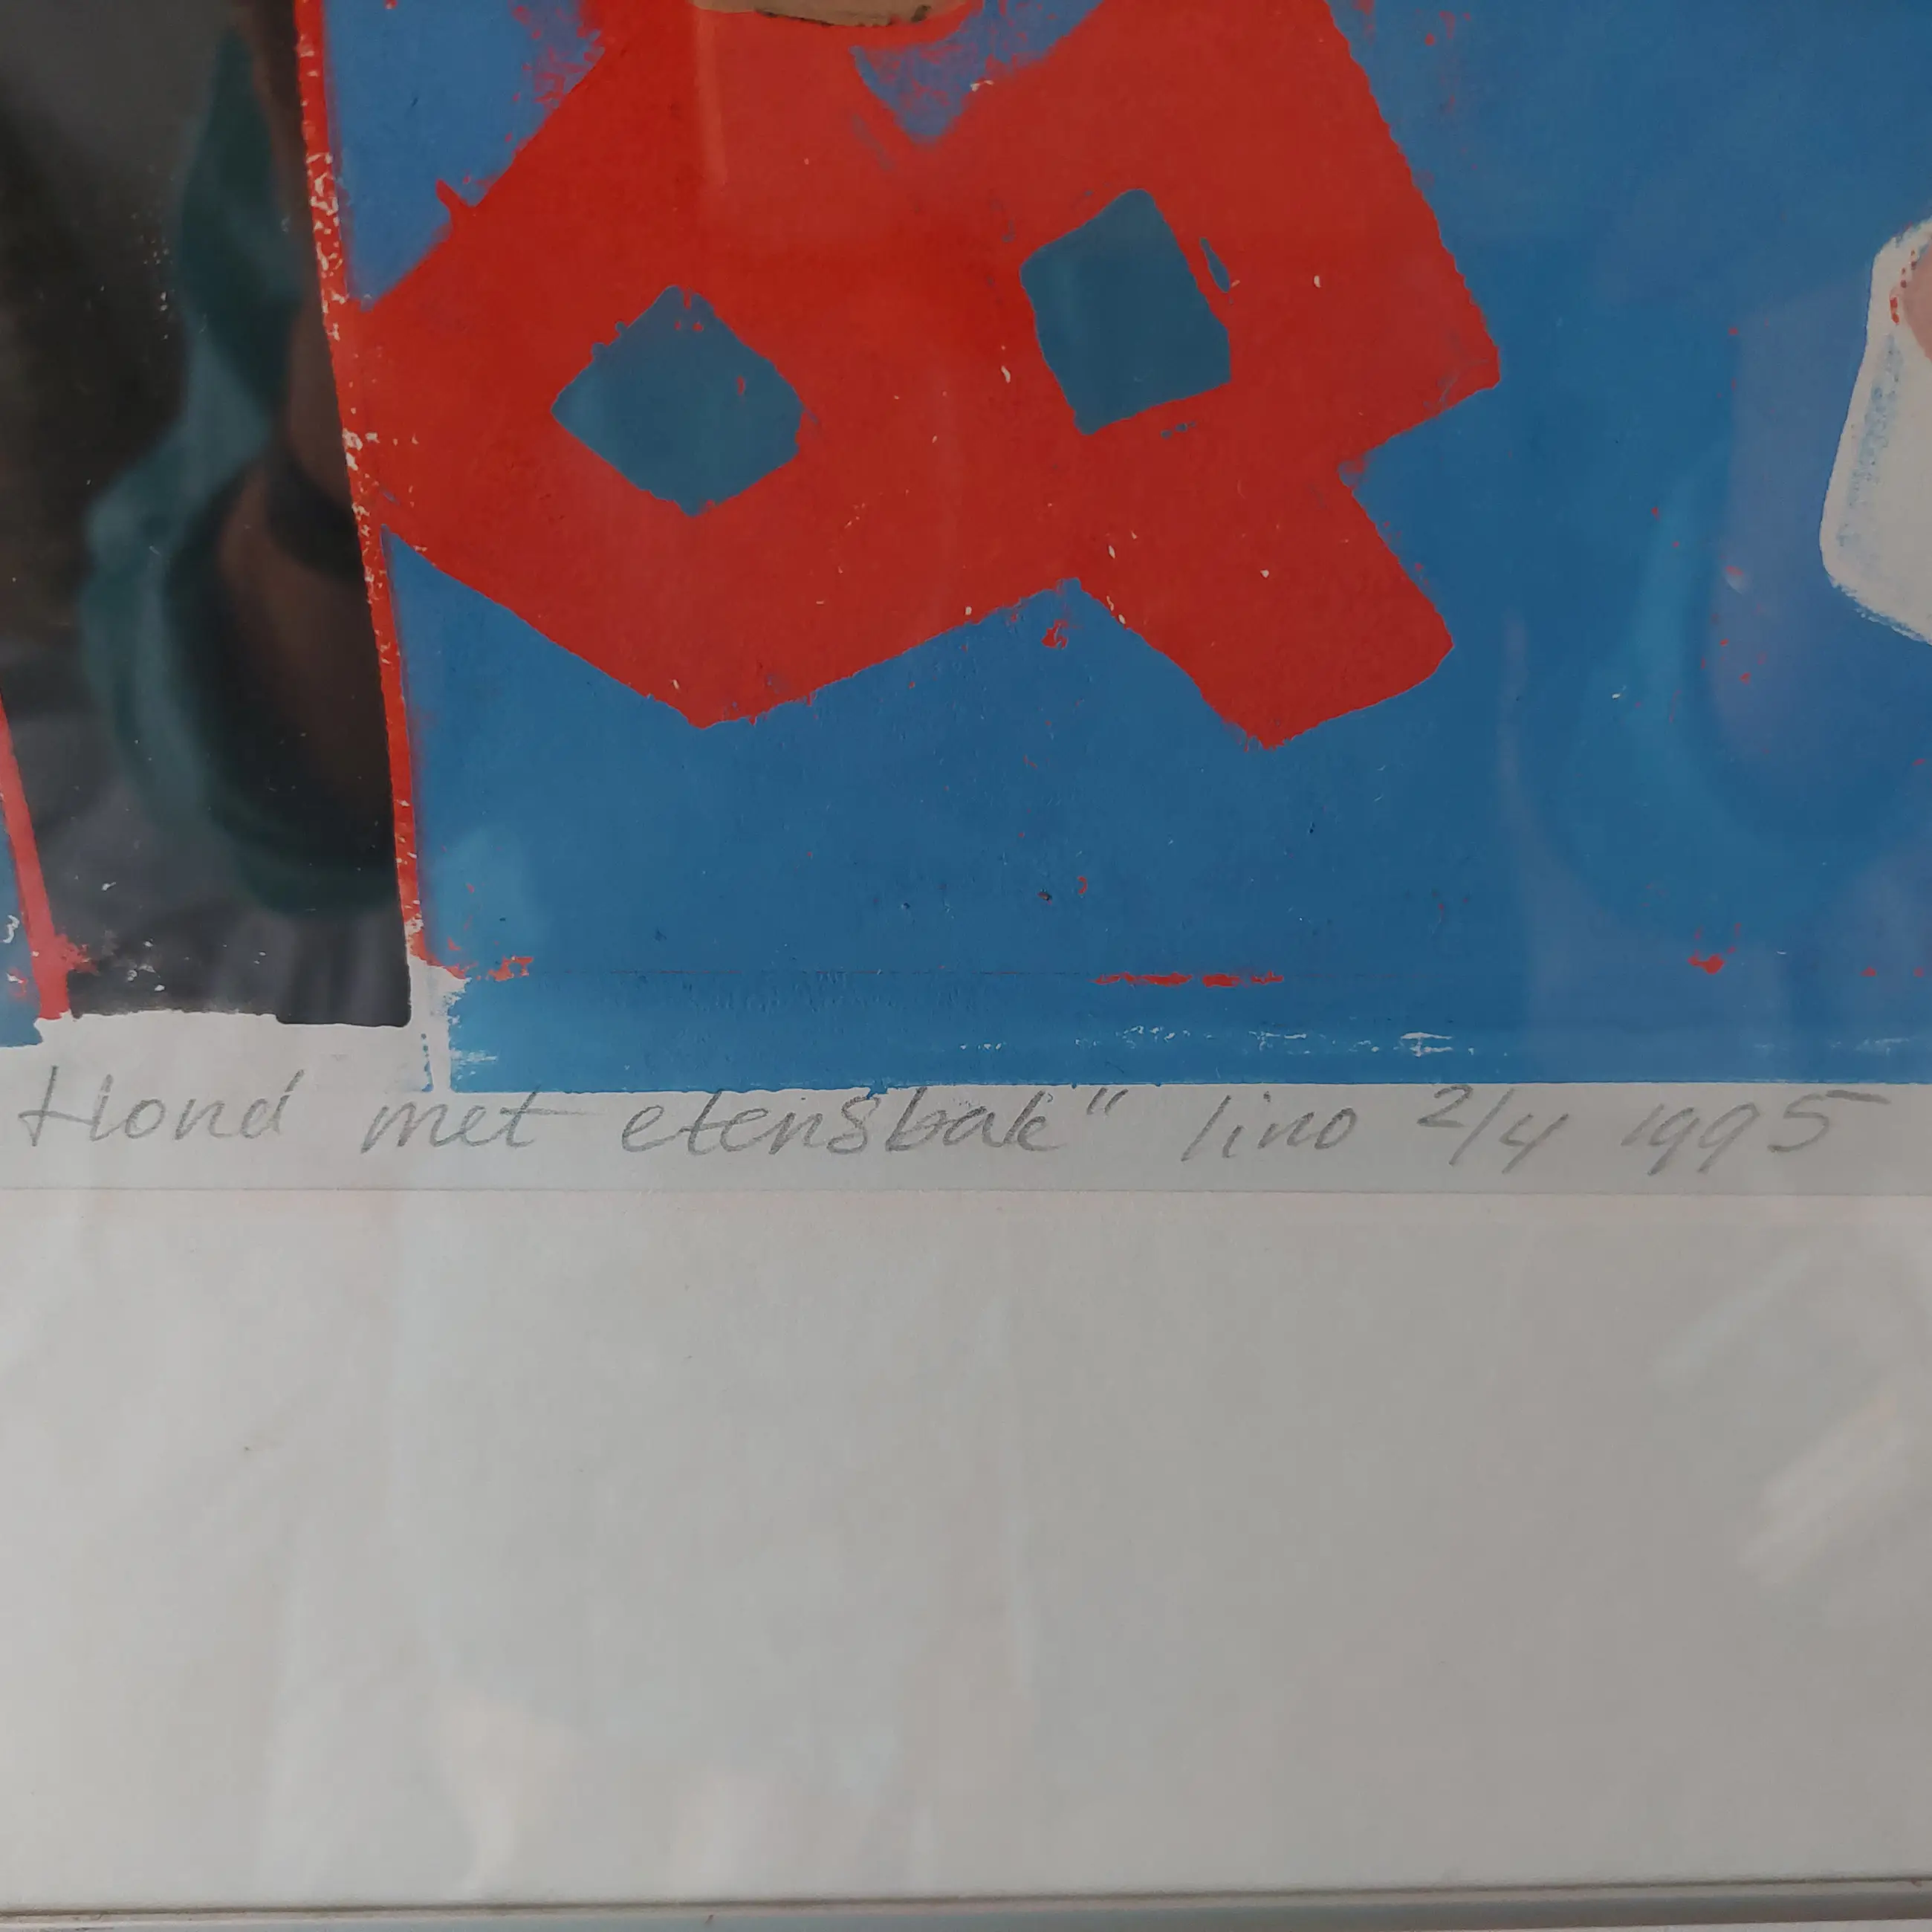 Hond met etensbak" lino 2/4 1995